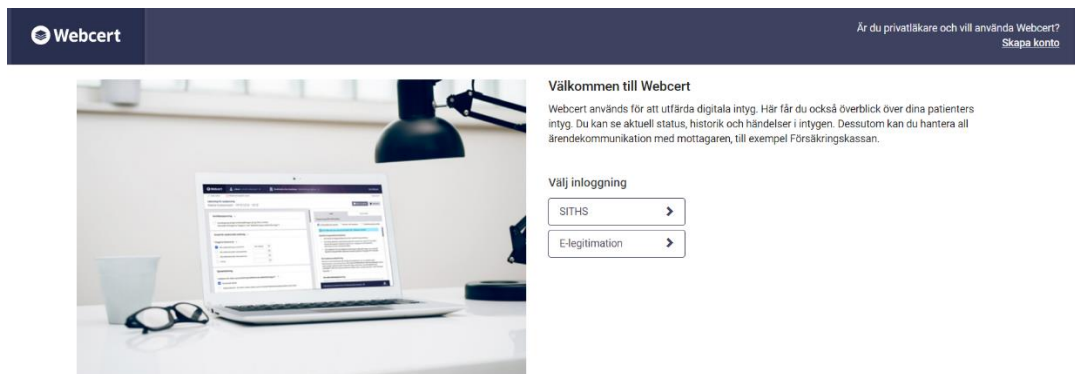 Webcert
Är du privatläkare och vill använda Webcert?
Skapa konto
Välkommen till Webcert
Webcert används för att utfärda digitala intyg. Här får du också överblick över dina patienters
intyg. Du kan se aktuell status, historik och händelser i intygen. Dessutom kan du hantera all
ärendekommunikation med mottagaren, till exempel Försäkringskassan.
Välj inloggning
SITHS
E-legitimation